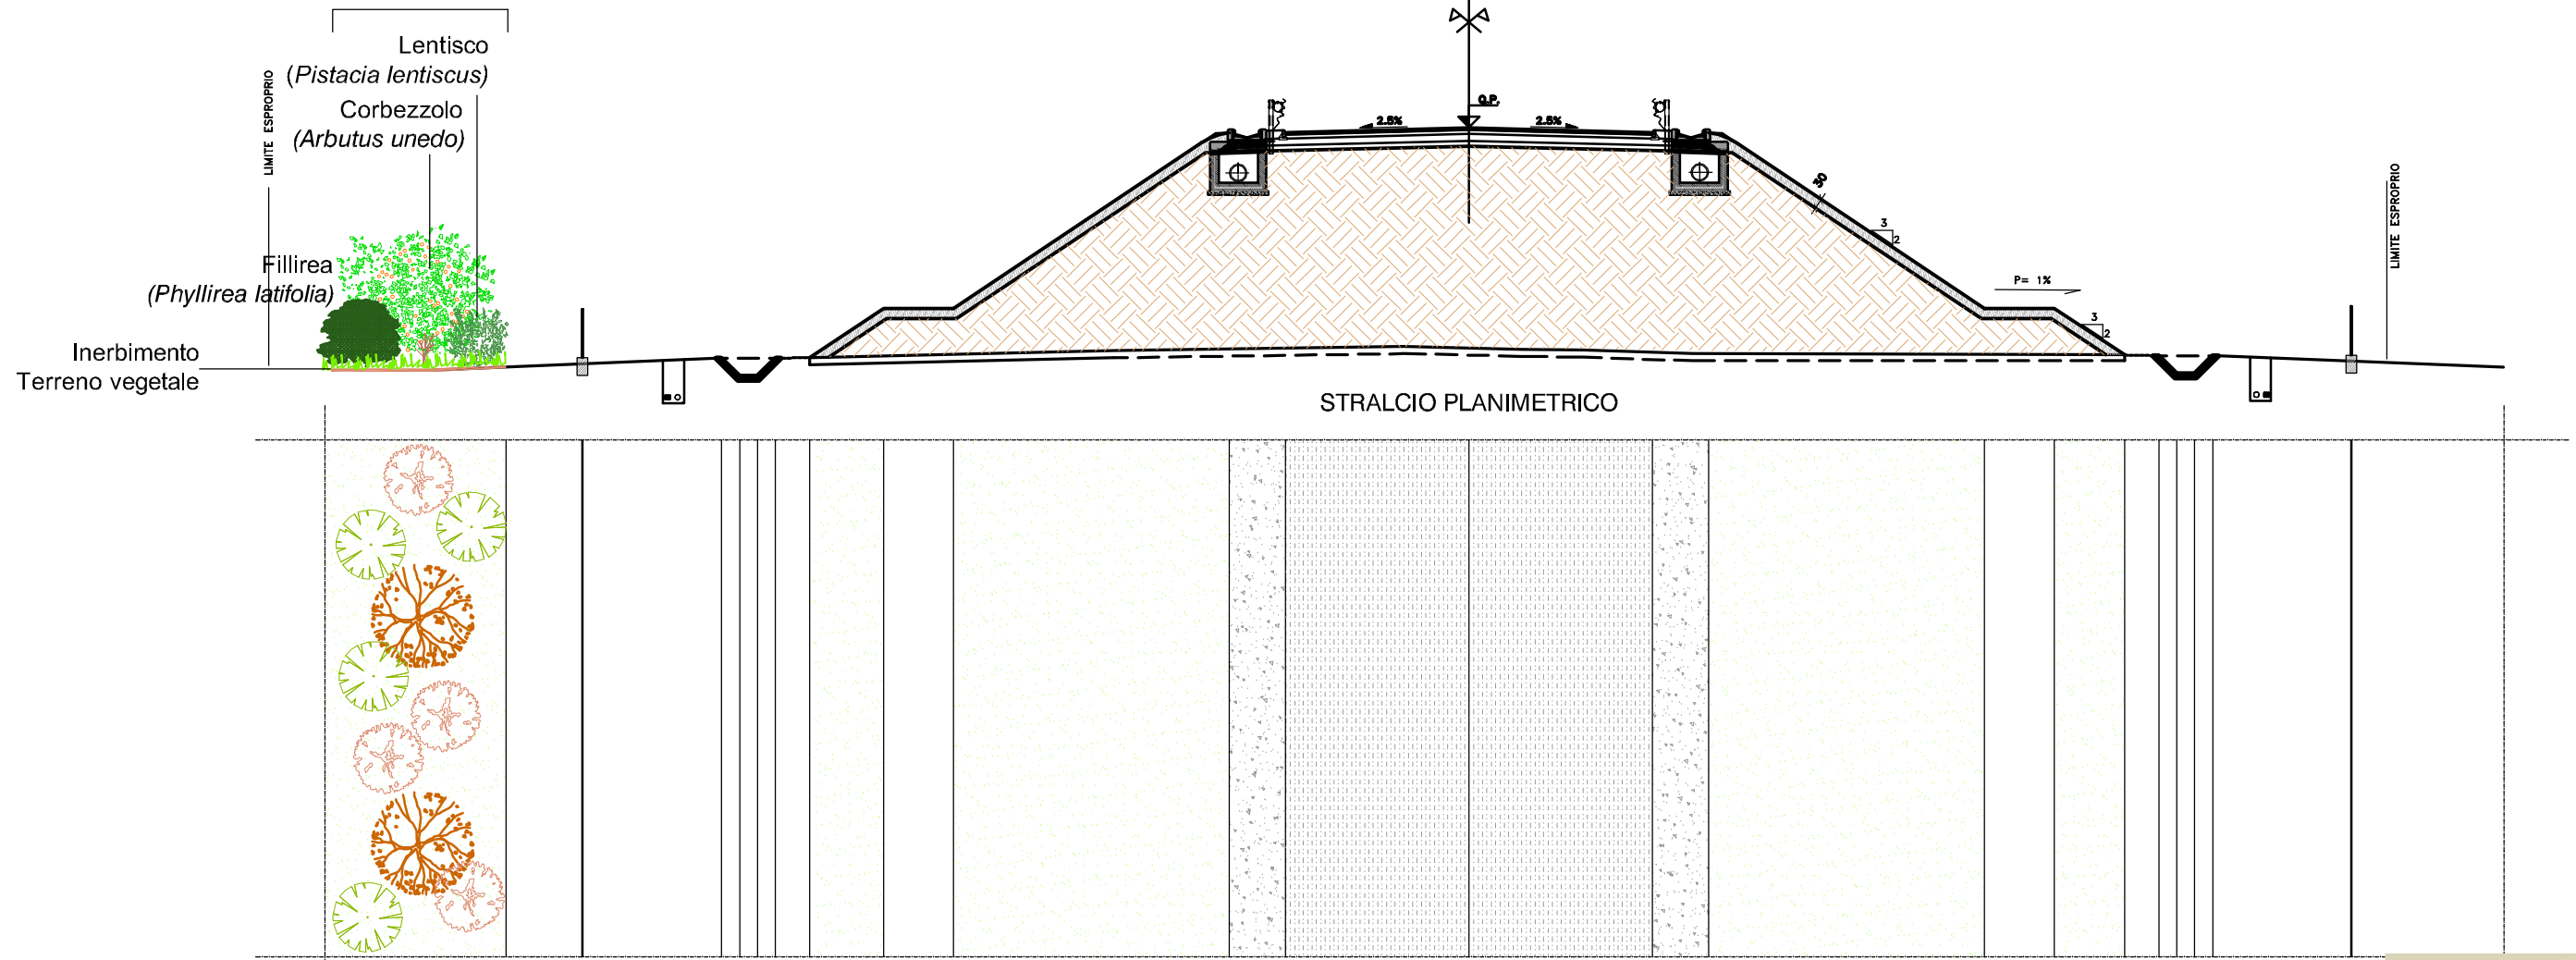 Lentisco
(Pistacia lentiscus)
Corbezzolo
(Arbutus unedo)
LIMITE ESPROPRIO
Fillirea
(Phyllirea latifolia)
Inerbimento
Terreno vegetale
Q.P.
2.5%
2.5%
30
3
2
P= 1%
3
2
LIMITE ESPROPRIO
STRALCIO PLANIMETRICO